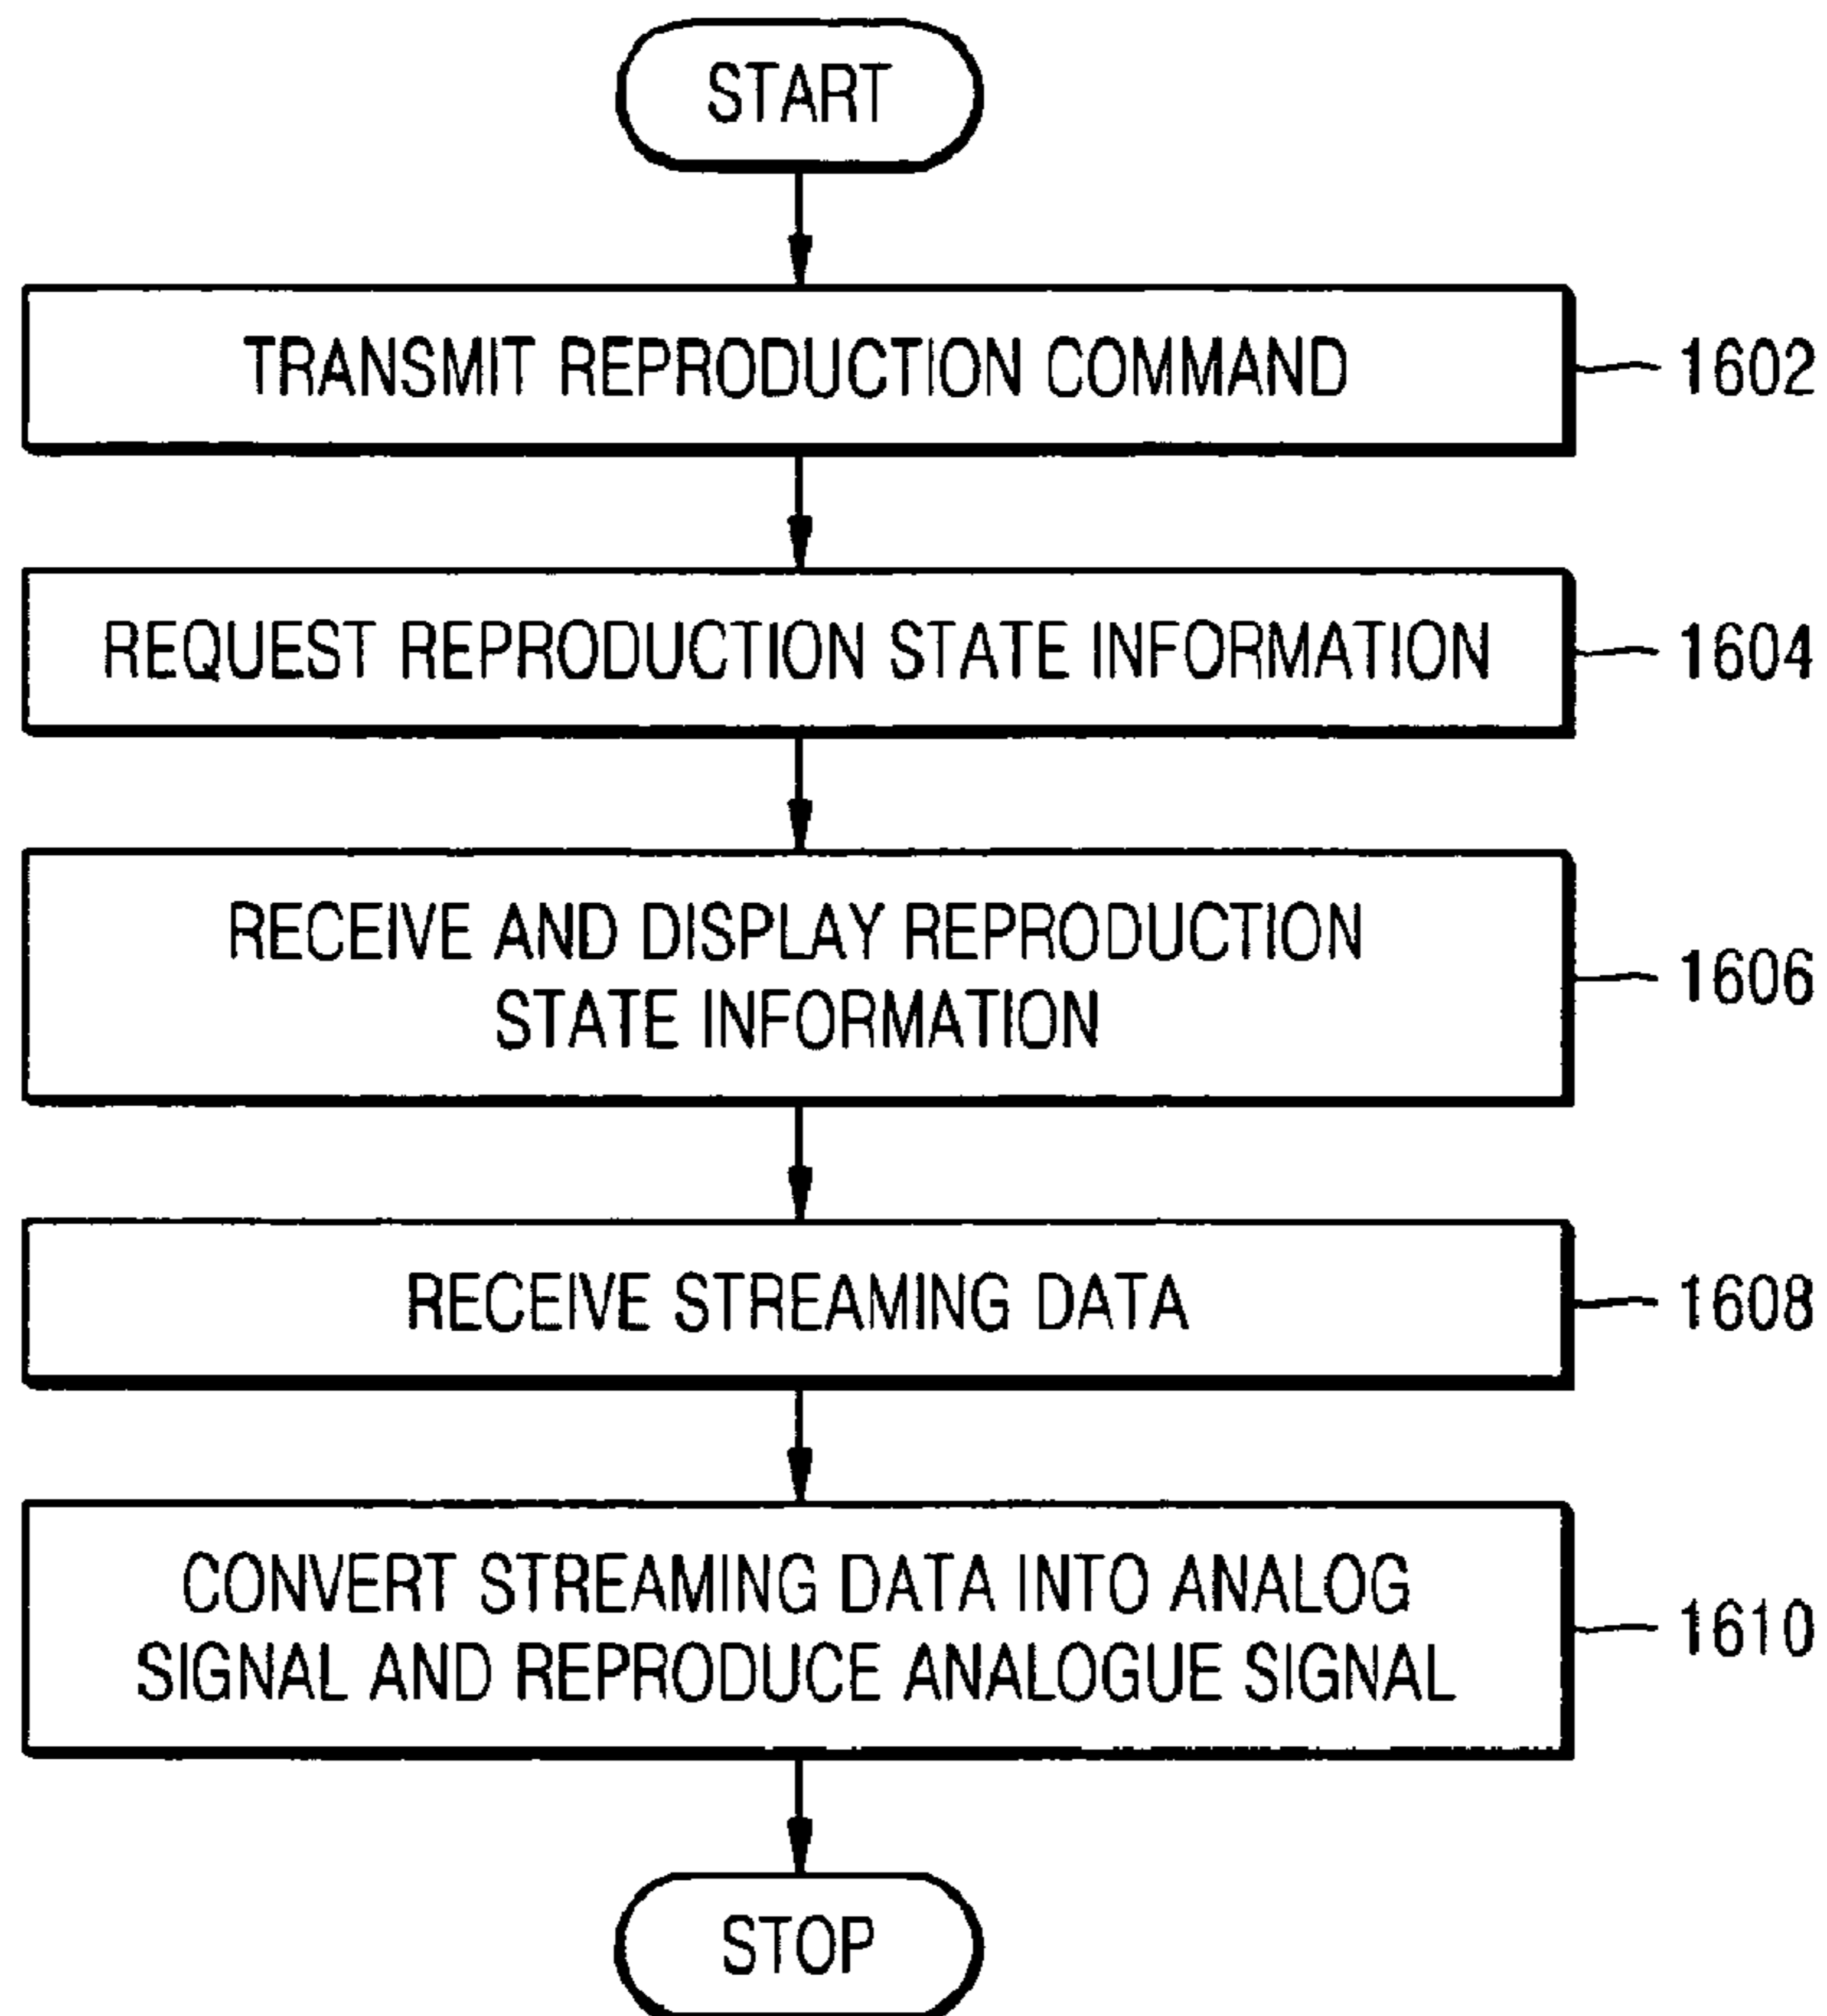 START
TRANSMIT REPRODUCTION COMMAND
1602
REQUEST REPRODUCTION STATE INFORMATION
1604
RECEIVE AND DISPLAY REPRODUCTION
STATE INFORMATION
1606
RECEIVE STREAMING DATA
1608
CONVERT STREAMING DATA INTO ANALOG
SIGNAL AND REPRODUCE ANALOGUE SIGNAL
1610
STOP